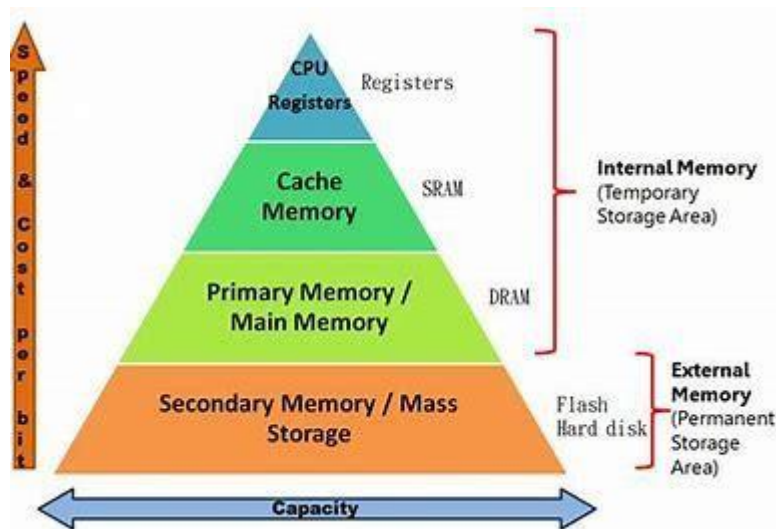 Speed & Cost per bit
CPU
Registers
Registers
Cache
Memory
SRAM
Primary Memory /
Main Memory
DRAM
Secondary Memory / Mass
Storage
Flash
Hard disk
Internal Memory
(Temporary
Storage Area)
External
Memory
(Permanent
Storage
Area)
Capacity